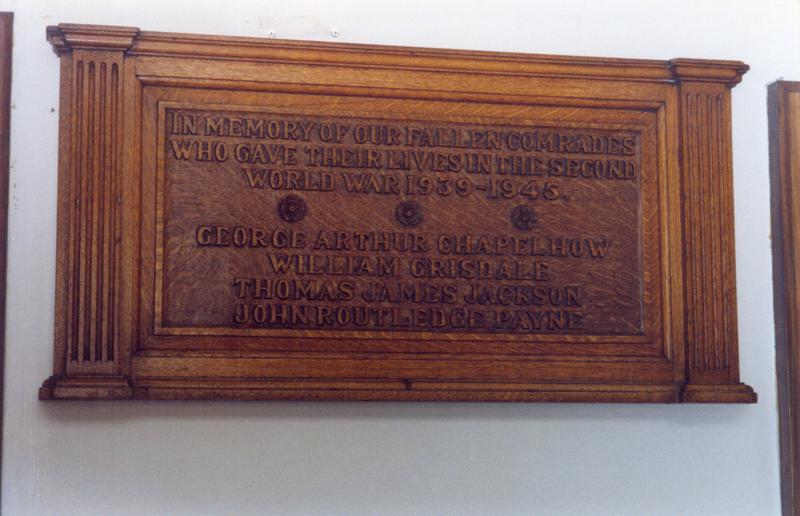 IN MEMORY OF OUR FALLEN COMRADES
WHO GAVE THEIR LIVES IN THE SECOND
WORLD WAR 1939-1945.
GEORGE ARTHUR CHAPELHOW
WILLIAM GRISDALE
THOMAS JAMES JACKSON
JOHN ROUTLEDGE PAYNE